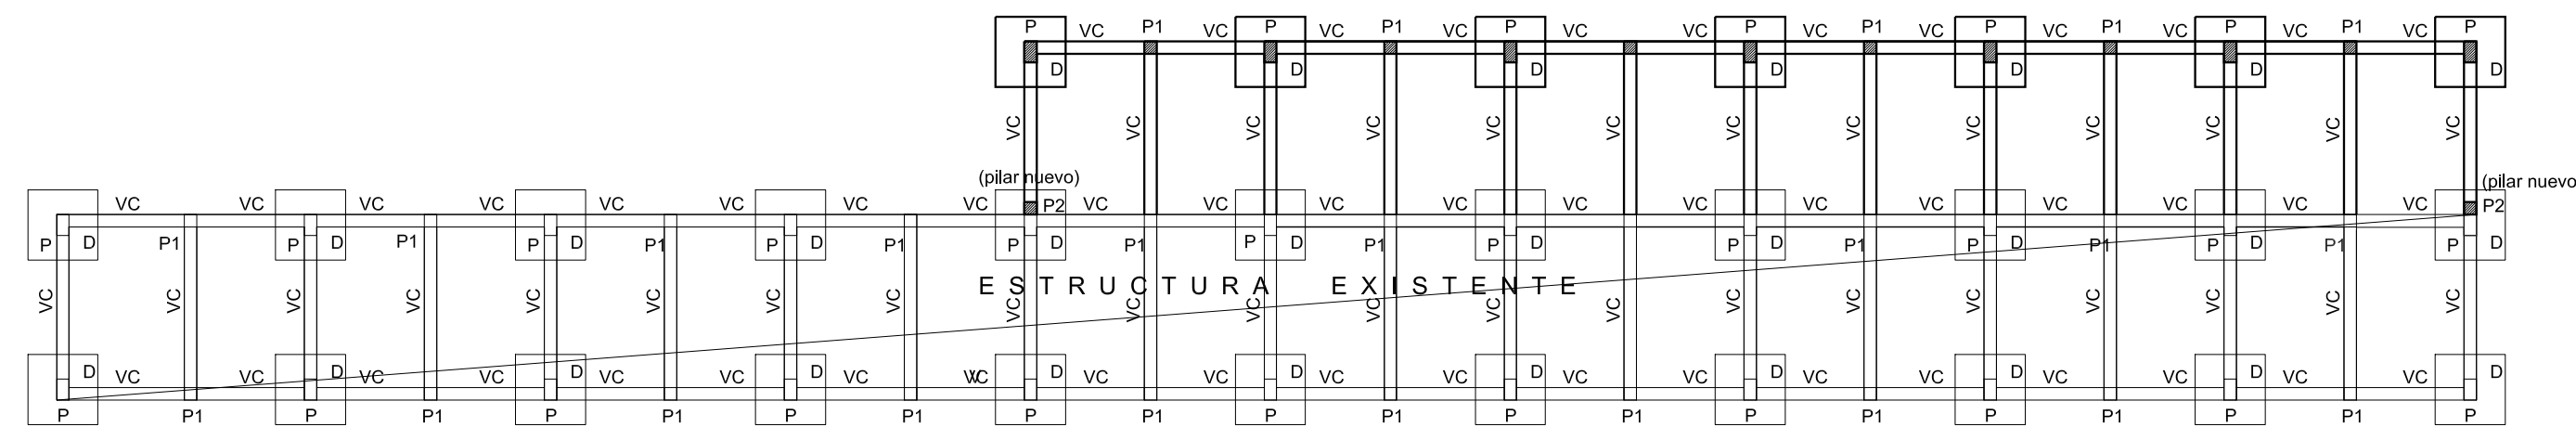 P VC P1 VC P VC P1 VC P VC VC P VC P1 VC P VC P1 VC P VC P1 VC P
D D D D D D D
VC VC VC VC VC VC VC VC VC VC VC VC VC
(pilar nuevo) (pilar nuevo
VC VC VC VC VC VC VC VC P2 VC VC VC VC VC VC VC VC VC VC VC VC P2
P D P1 P D P1 P D P1 P D P1 P D P1 P D P1 P D P D P1 P D P1 P D P1 P D
ESTRUCTURA EXISTENTE
VC VC VC VC VC VC VC VC VC VC VC VC VC VC VC VC VC VC VC VC VC
D VC VC D VC VC D VC VC D VC VC D VC VC D VC VC D VC VC D VC VC D VC VC D VC VC D
P P1 P P1 P P1 P P1 P P1 P P1 P P1 P P1 P P1 P P1 P